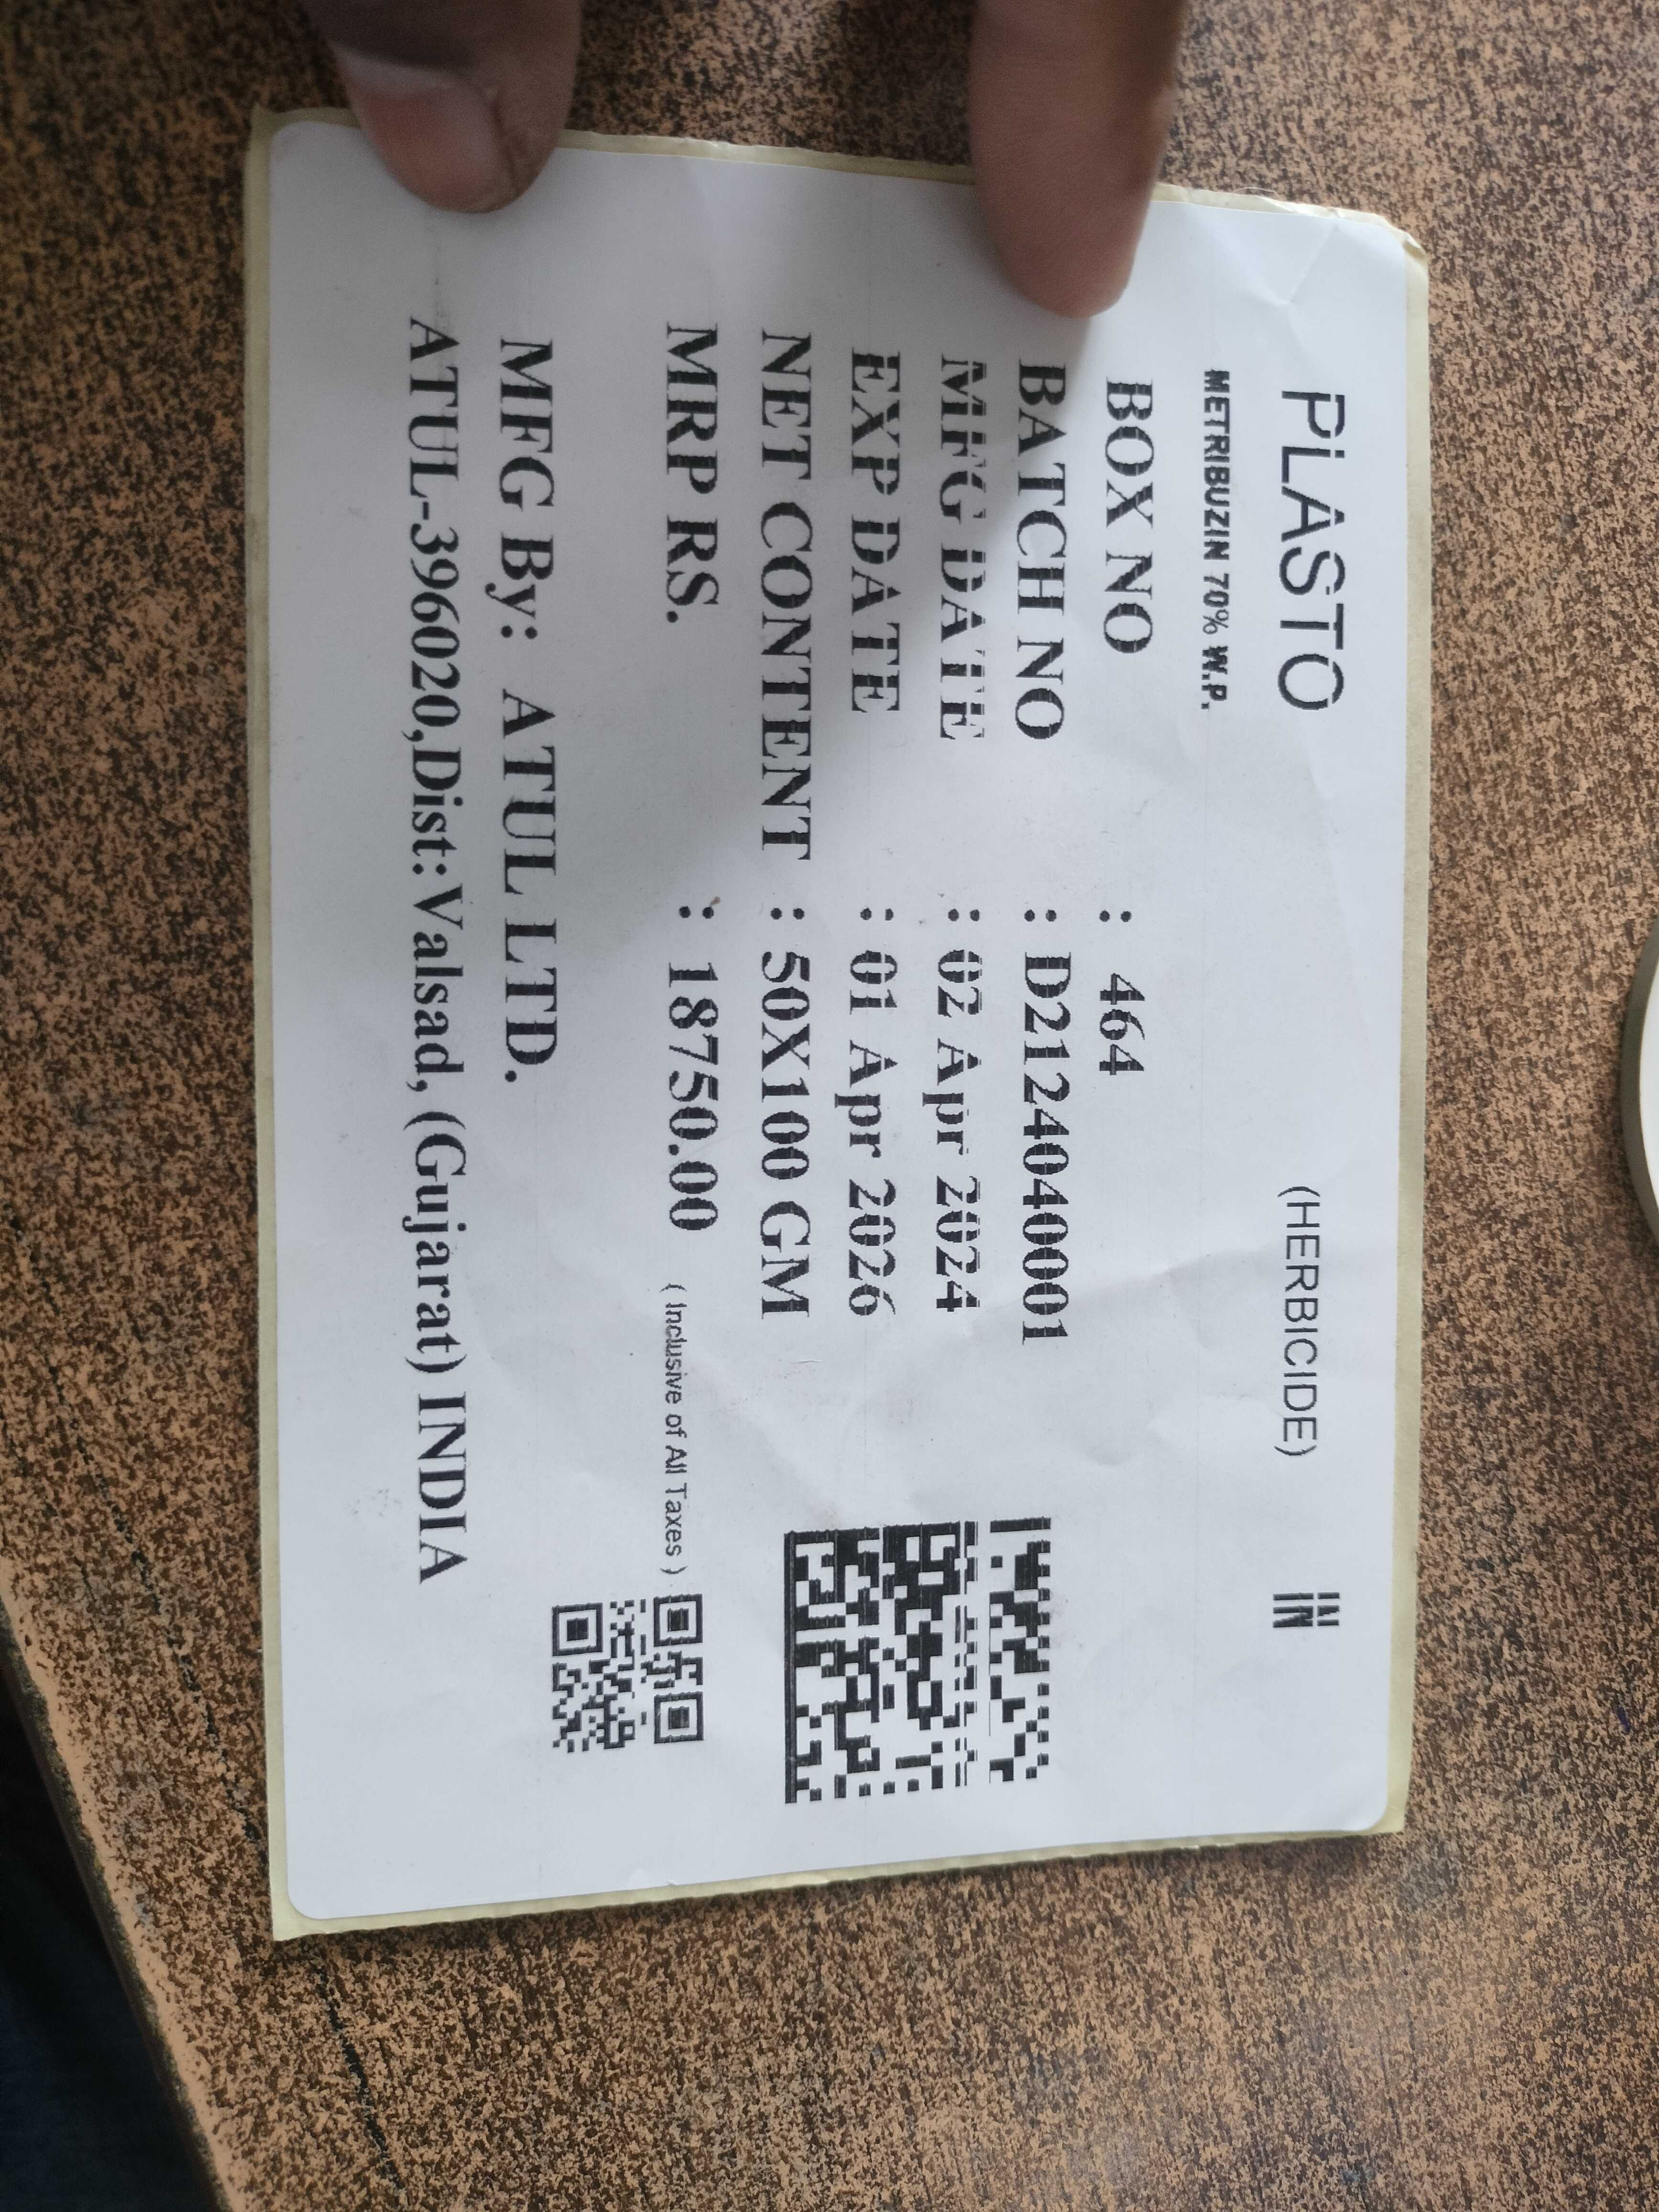 PLASTO (HERBICIDE) IN
METRIBUZIN 70% W.P.
BOX NO : 464
BATCH NO : D2124040001
MFG DATE : 02 Apr 2024
EXP DATE : 01 Apr 2026
NET CONTENT : 50X100 GM
MRP RS. : 18750.00 ( Inclusive of All Taxes )
MFG By: ATUL LTD.
ATUL-396020,Dist:Valsad, (Gujarat) INDIA